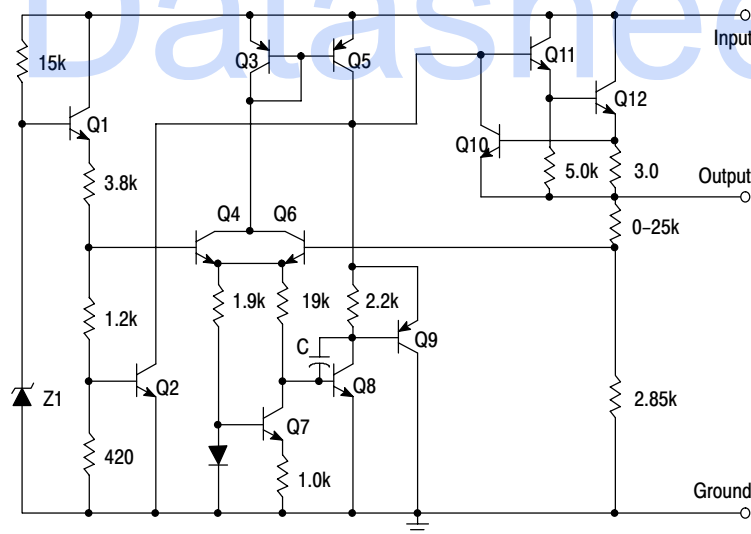 Datashee
Input
15k
Q3
Q5
Q11
Q12
Q1
Q10
3.8k
5.0k
3.0
Output
0–25k
Q4
Q6
1.9k
19k
2.2k
1.2k
C
Q9
Q2
Q8
Z1
2.85k
Q7
420
1.0k
Ground